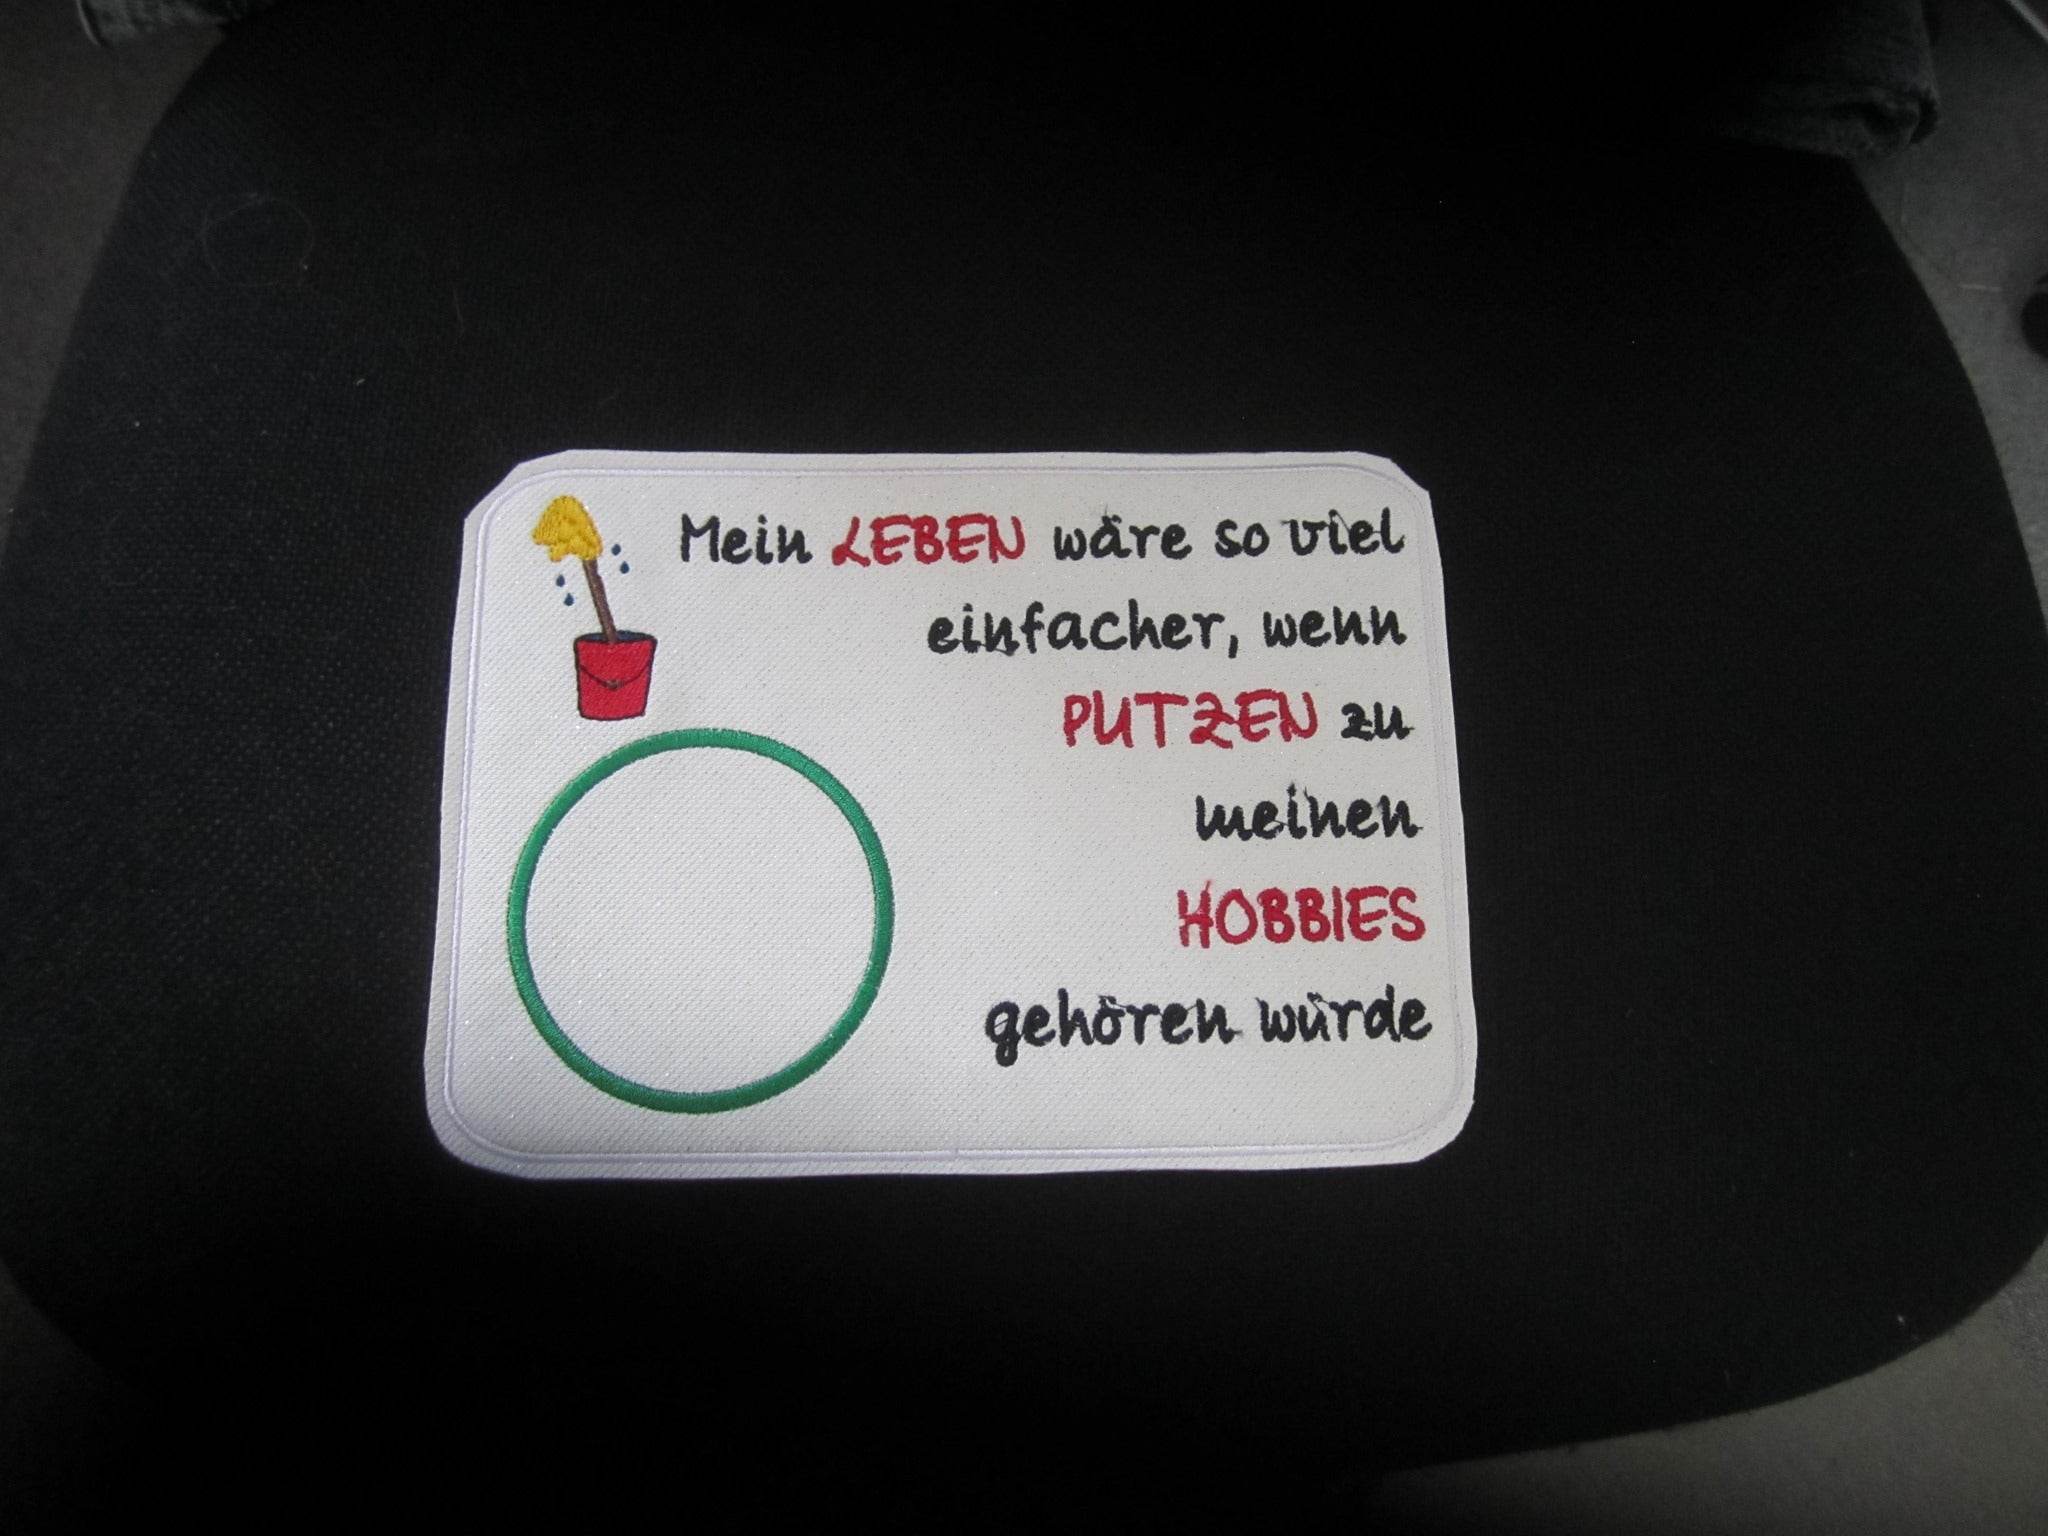 Mein LEBEN wäre so viel
einfacher, wenn
PUTZEN zu
meinen
HOBBIES
gehören würde